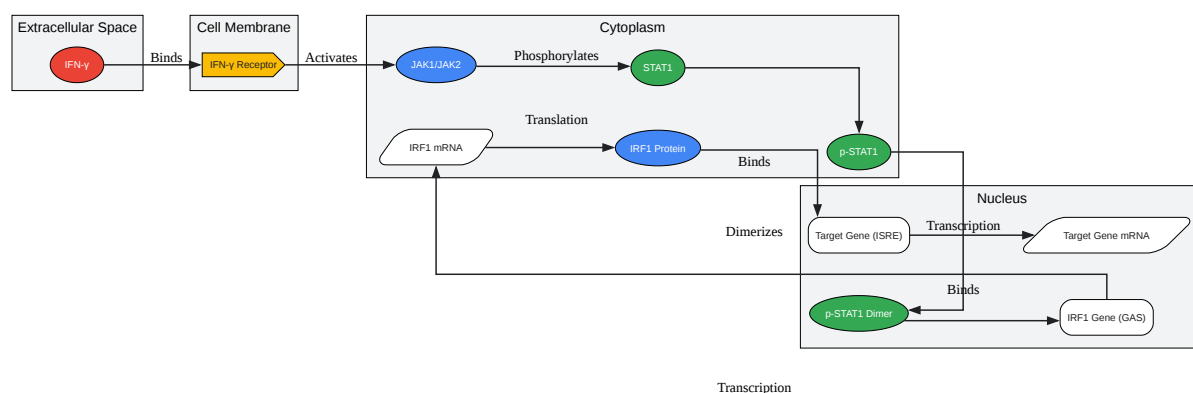 Extracellular Space
Cell Membrane
Cytoplasm
IFN-γ
Binds
IFN-γ Receptor
Activates
JAK1/JAK2
Phosphorylates
STAT1
IRF1 mRNA
Translation
IRF1 Protein
Binds
p-STAT1
Nucleus
Dimerizes
Target Gene (ISRE)
Transcription
Target Gene mRNA
Binds
p-STAT1 Dimer
IRF1 Gene (GAS)
Transcription